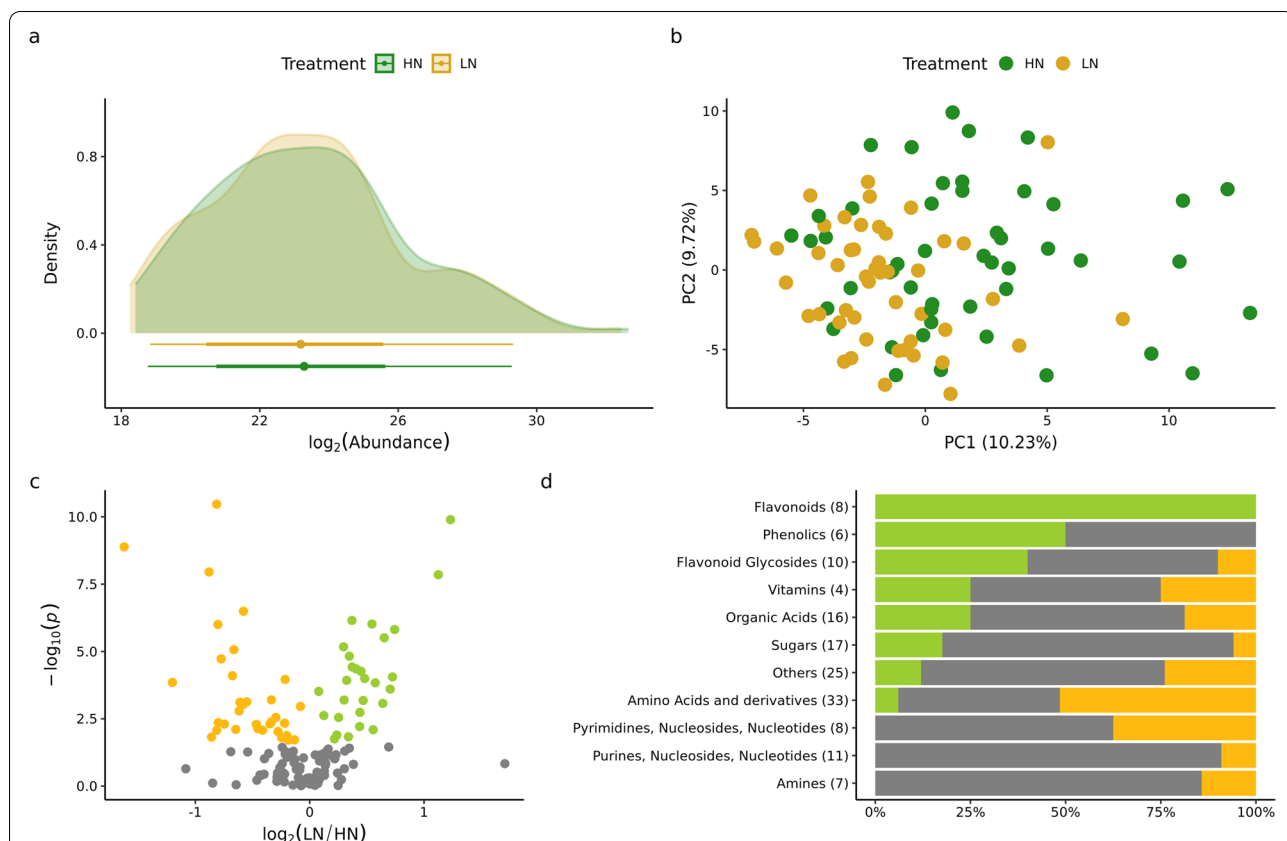 a
Treatment HN LN
Density
0.8
0.4
0.0
18 22 26 30
log₂(Abundance)
b
Treatment HN LN
PC2 (9.72%)
10
5
0
-5
-5 0 5 10
PC1 (10.23%)
c
−log₁₀(p)
10.0
7.5
5.0
2.5
0.0
-1 0 1
log₂(LN/HN)
d
Flavonoids (8)
Phenolics (6)
Flavonoid Glycosides (10)
Vitamins (4)
Organic Acids (16)
Sugars (17)
Others (25)
Amino Acids and derivatives (33)
Pyrimidines, Nucleosides, Nucleotides (8)
Purines, Nucleosides, Nucleotides (11)
Amines (7)
0% 25% 50% 75% 100%